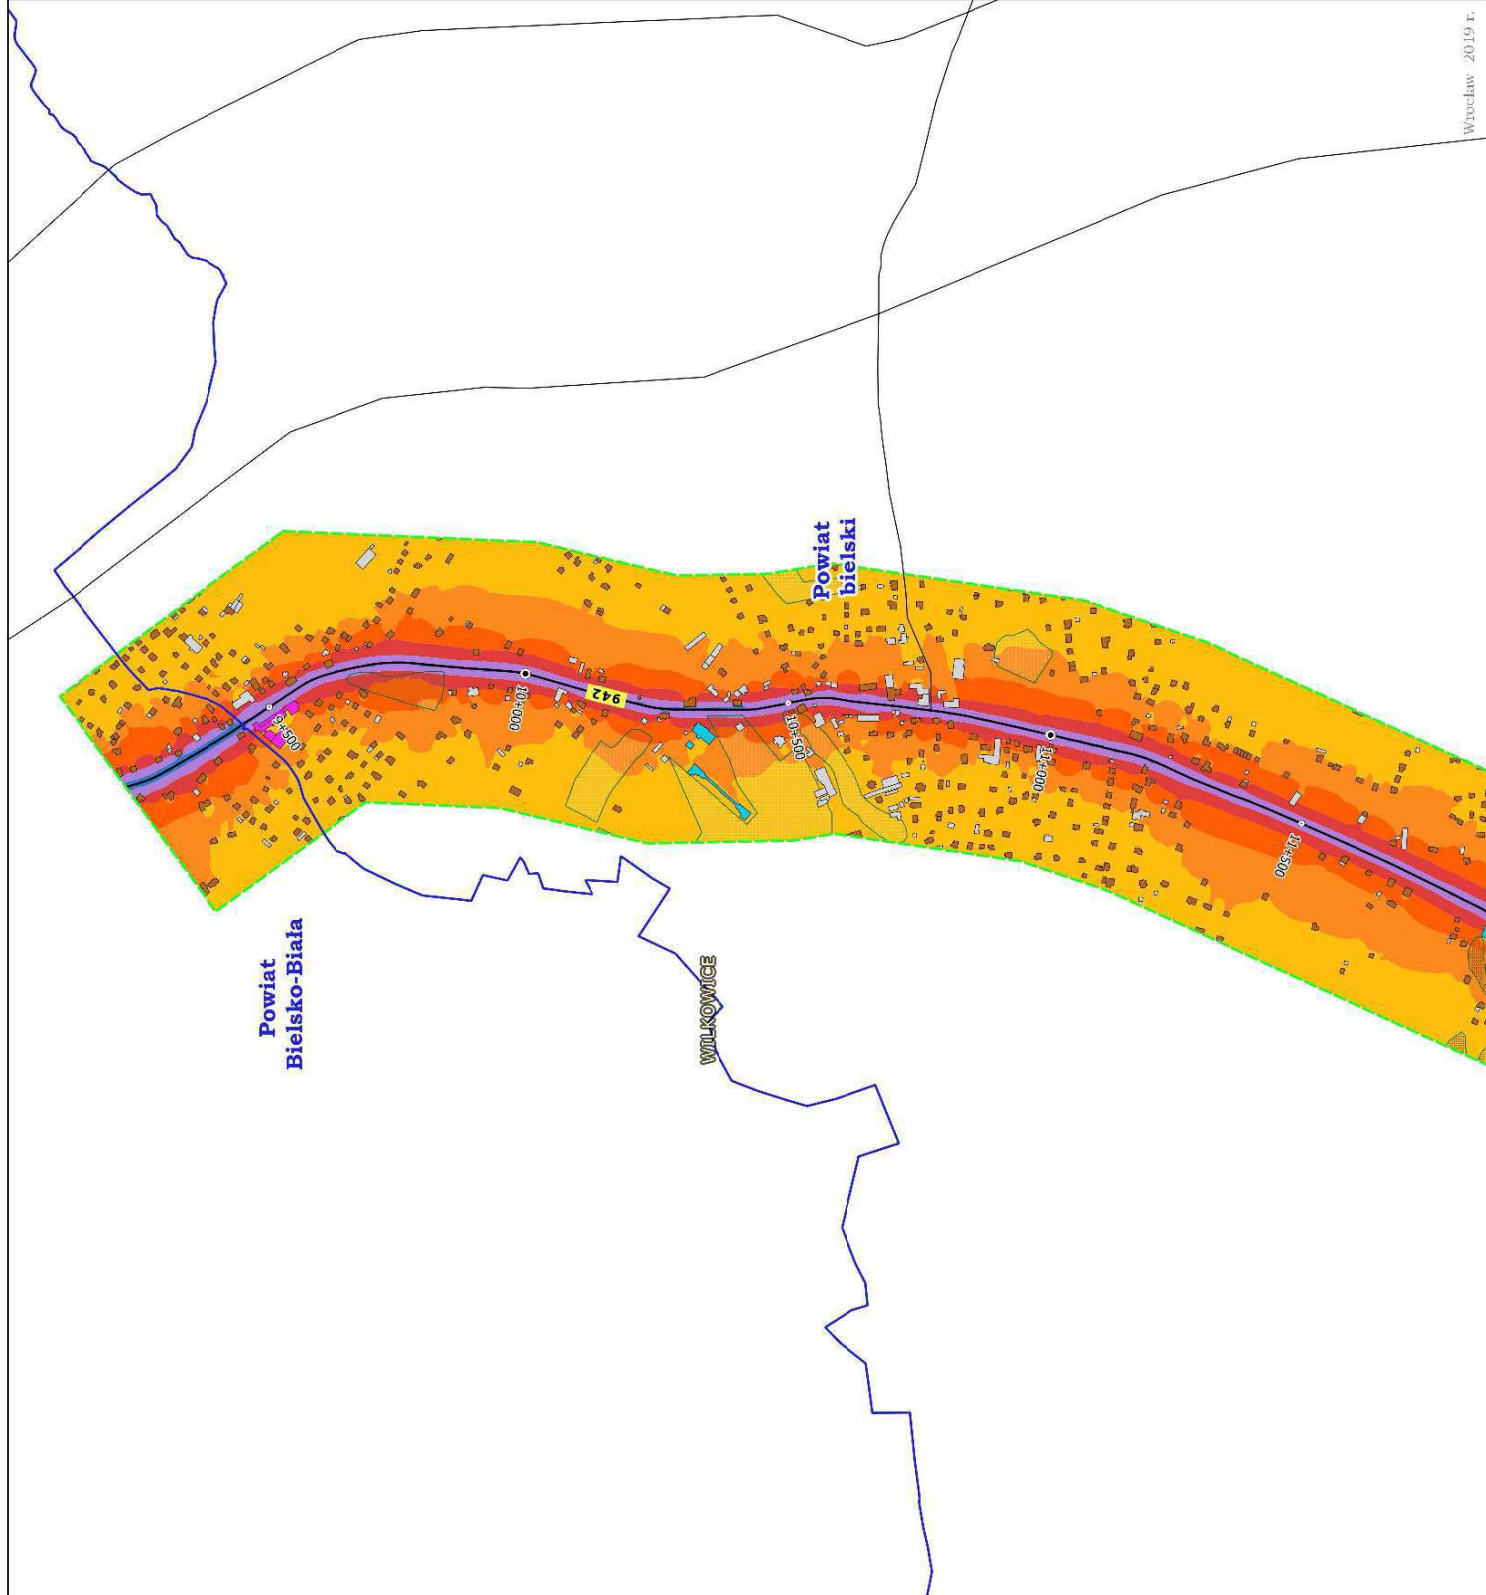 Wrocław 2019 r.
Powiat
bielski
9+500
10+000
942
10+500
11+000
11+500
Powiat
Bielsko-Biała
WILKOWICE